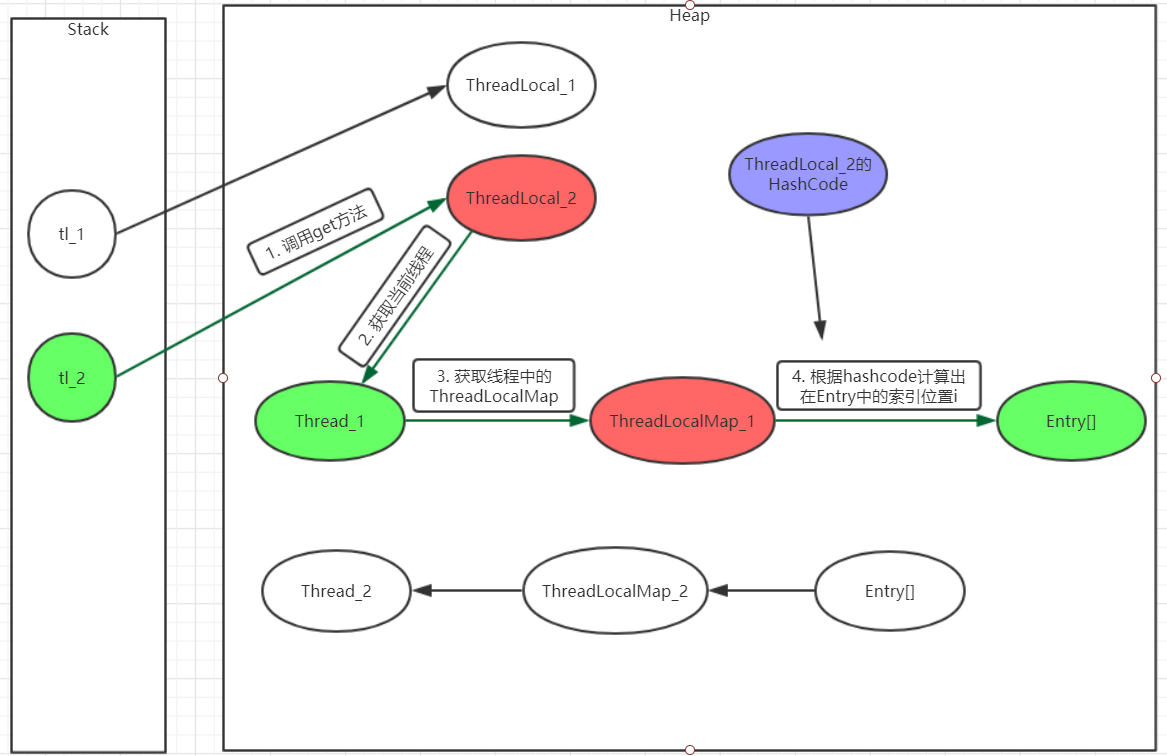 Stack
Heap
ThreadLocal_1
ThreadLocal_2的
HashCode
ThreadLocal_2
1. 调用get方法
tl_1
2. 获取当前线程
tl_2
3. 获取线程中的
ThreadLocalMap
4. 根据hashcode计算出
在Entry中的索引位置i
Thread_1
ThreadLocalMap_1
Entry[]
Thread_2
ThreadLocalMap_2
Entry[]